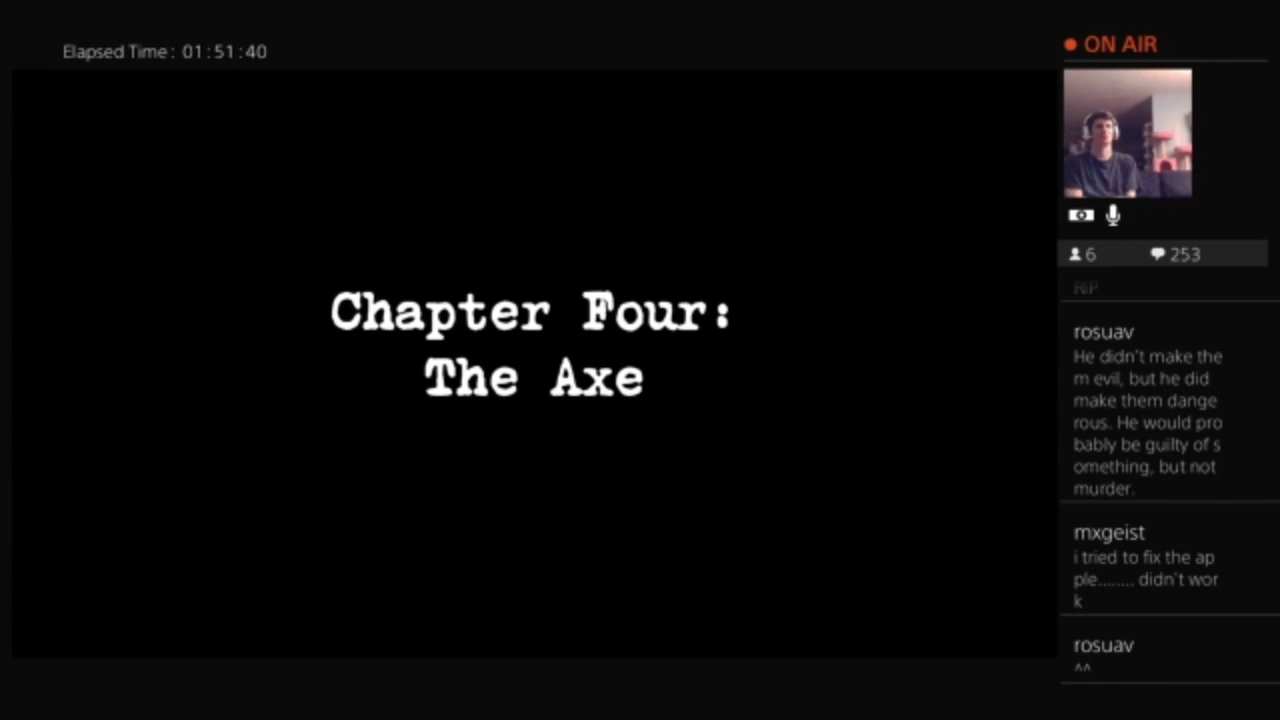 Elapsed Time: 01:51:40
ON AIR
6 253
RIP
Chapter Four:
The Axe
rosuav
He didn't make the
m evil, but he did
make them dange
rous. He would pro
bably be guilty of s
omething, but not
murder.
mxgeist
i tried to fix the ap
ple........ didn't wor
k
rosuav
^^